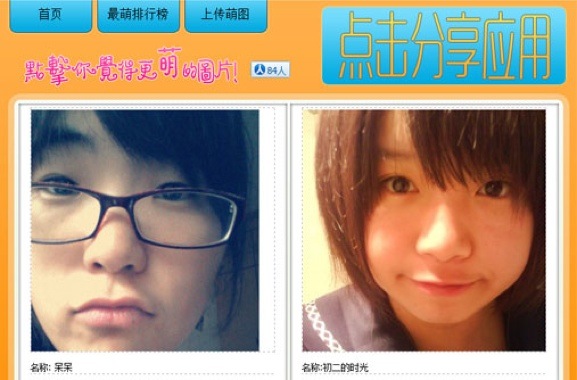 首页 最萌排行榜 上传萌图
點擊你覺得更萌的圖片!
84人
点击分享应用
名称: 呆呆
名称:初二的时光